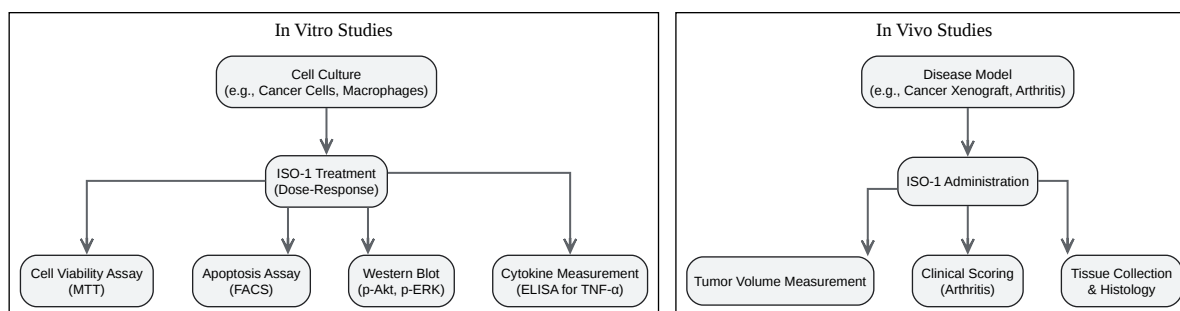 In Vitro Studies
Cell Culture
(e.g., Cancer Cells, Macrophages)
ISO-1 Treatment
(Dose-Response)
Cell Viability Assay
(MTT)
Apoptosis Assay
(FACS)
Western Blot
(p-Akt, p-ERK)
Cytokine Measurement
(ELISA for TNF-α)
In Vivo Studies
Disease Model
(e.g., Cancer Xenograft, Arthritis)
ISO-1 Administration
Tumor Volume Measurement
Clinical Scoring
(Arthritis)
Tissue Collection
& Histology